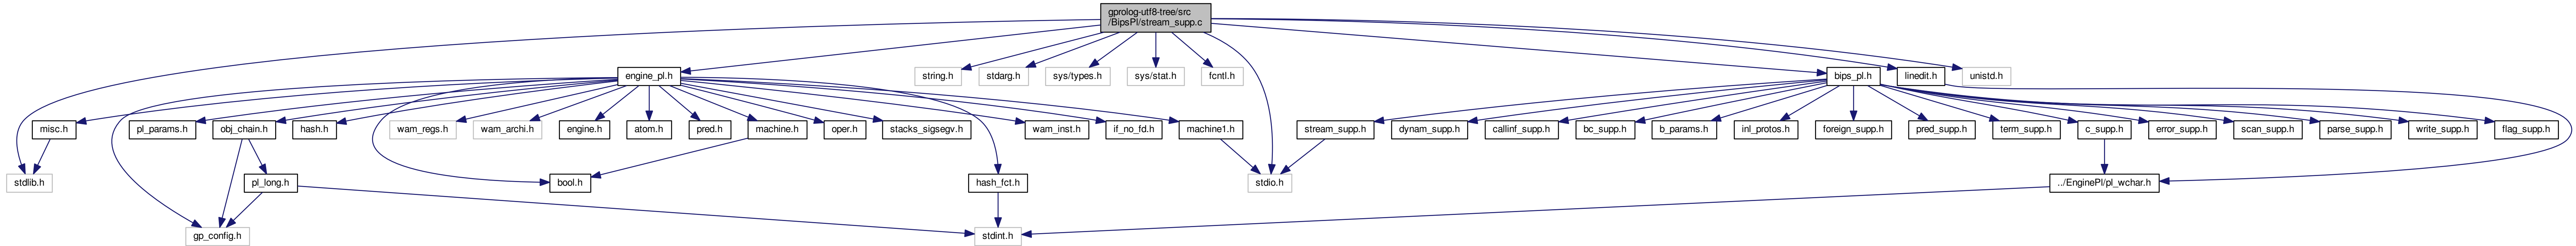 gprolog-utf8-tree/src
/BipsPl/stream_supp.c
engine_pl.h
string.h
stdarg.h
sys/types.h
sys/stat.h
fcntl.h
bips_pl.h
linedit.h
unistd.h
misc.h
pl_params.h
obj_chain.h
hash.h
wam_regs.h
wam_archi.h
engine.h
atom.h
pred.h
machine.h
oper.h
stacks_sigsegv.h
wam_inst.h
if_no_fd.h
machine1.h
stream_supp.h
dynam_supp.h
callinf_supp.h
bc_supp.h
b_params.h
inl_protos.h
foreign_supp.h
pred_supp.h
term_supp.h
c_supp.h
error_supp.h
scan_supp.h
parse_supp.h
write_supp.h
flag_supp.h
stdlib.h
pl_long.h
bool.h
hash_fct.h
stdio.h
../EnginePl/pl_wchar.h
gp_config.h
stdint.h